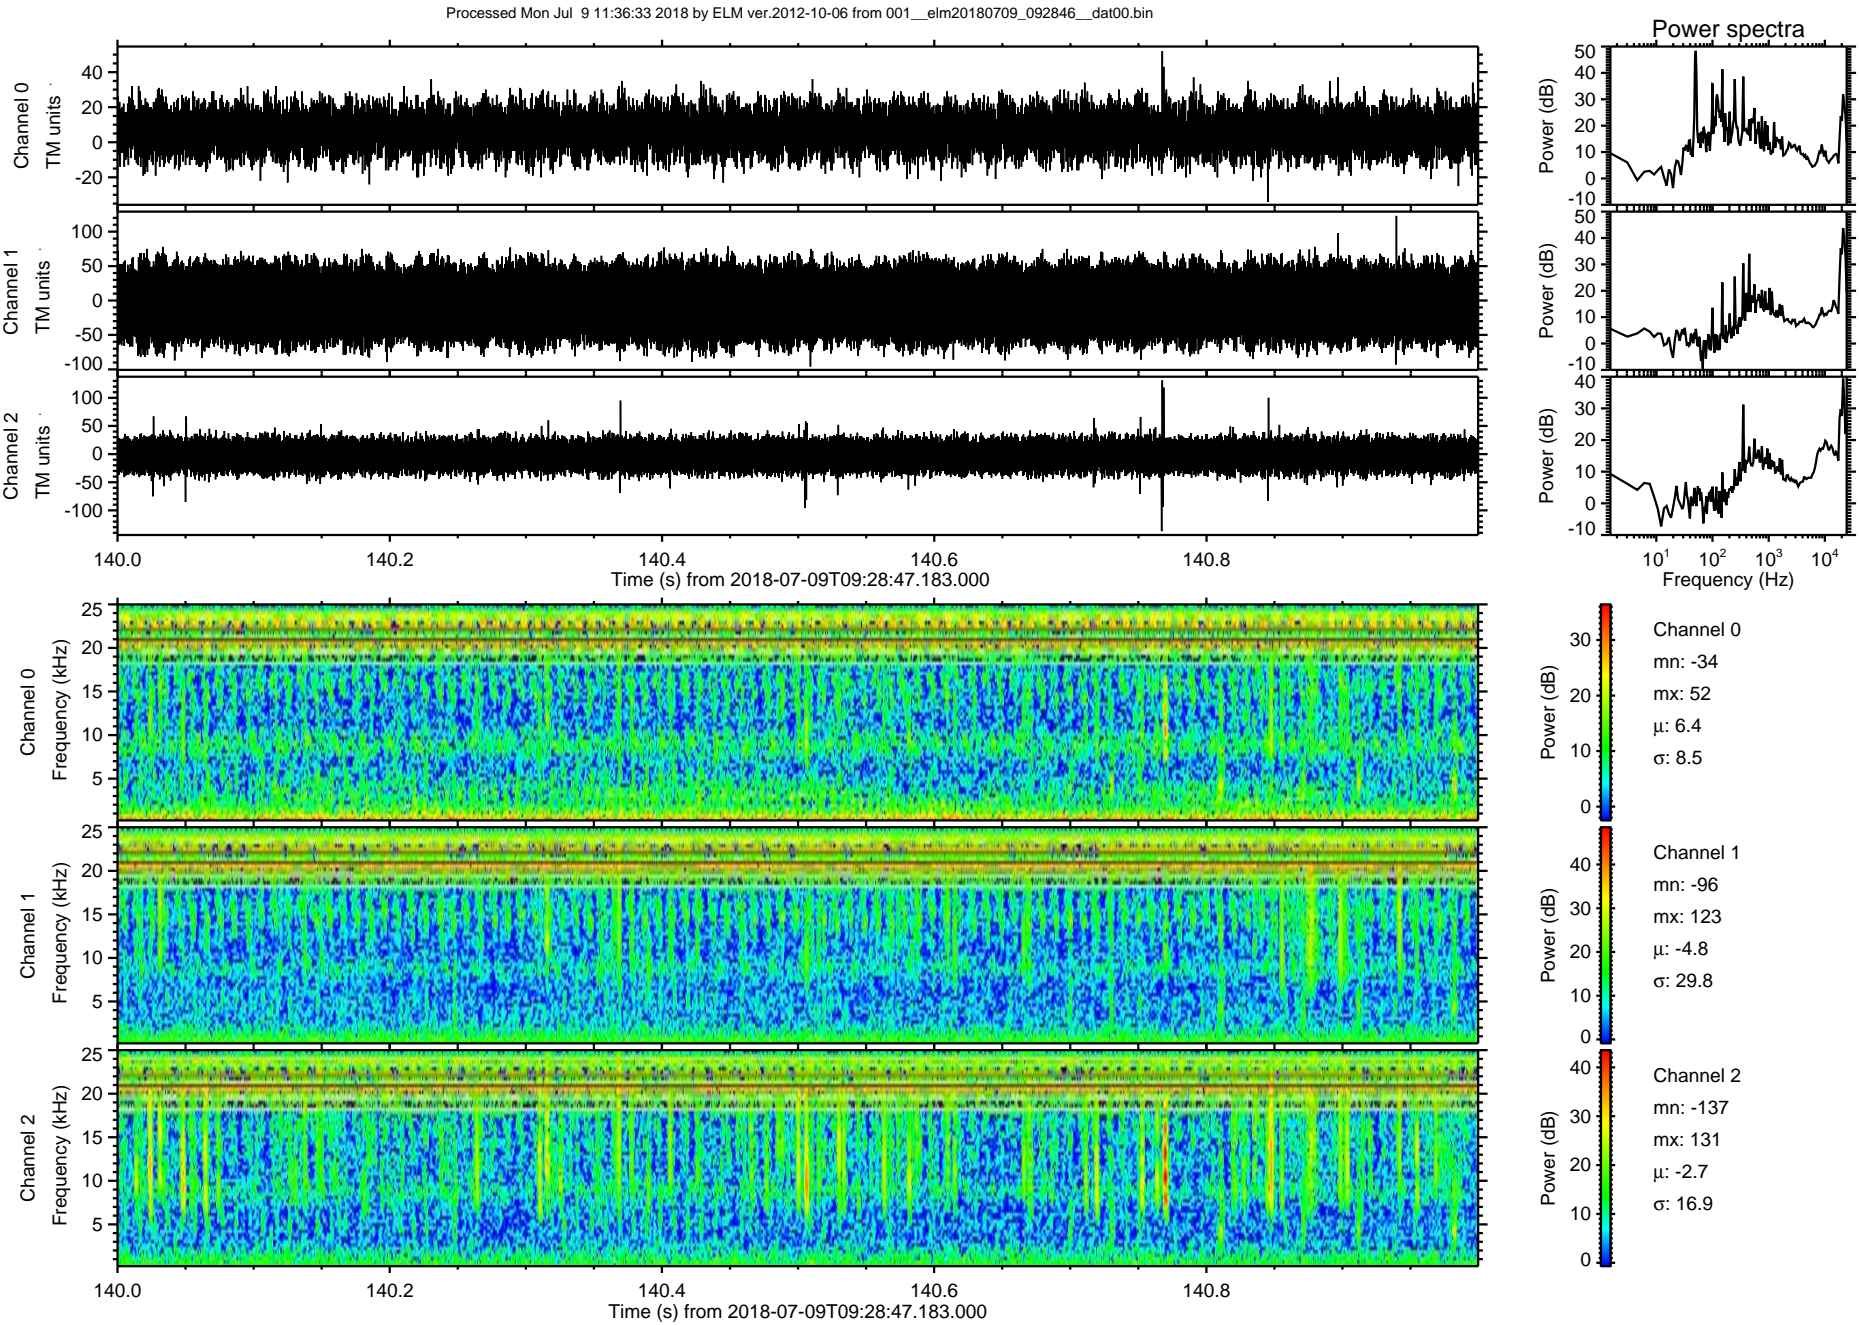 Processed Mon Jul 9 11:36:33 2018 by ELM ver.2012-10-06 from 001__elm20180709_092846__dat00.bin
Power spectra
Channel 0
TM units
40
20
0
-20
Power (dB)
50
40
30
20
10
0
-10
Channel 1
TM units
100
50
0
-50
-100
Power (dB)
50
40
30
20
10
0
-10
Channel 2
TM units
100
50
0
-50
-100
Power (dB)
40
30
20
10
0
-10
140.0 140.2 140.4 140.6 140.8
Time (s) from 2018-07-09T09:28:47.183.000
10¹ 10² 10³ 10⁴
Frequency (Hz)
Channel 0
Frequency (kHz)
25
20
15
10
5
Power (dB)
30
20
10
0
Channel 0
mn: -34
mx: 52
μ: 6.4
σ: 8.5
Channel 1
Frequency (kHz)
25
20
15
10
5
Power (dB)
40
30
20
10
0
Channel 1
mn: -96
mx: 123
μ: -4.8
σ: 29.8
Channel 2
Frequency (kHz)
25
20
15
10
5
Power (dB)
40
30
20
10
0
Channel 2
mn: -137
mx: 131
μ: -2.7
σ: 16.9
140.0 140.2 140.4 140.6 140.8
Time (s) from 2018-07-09T09:28:47.183.000